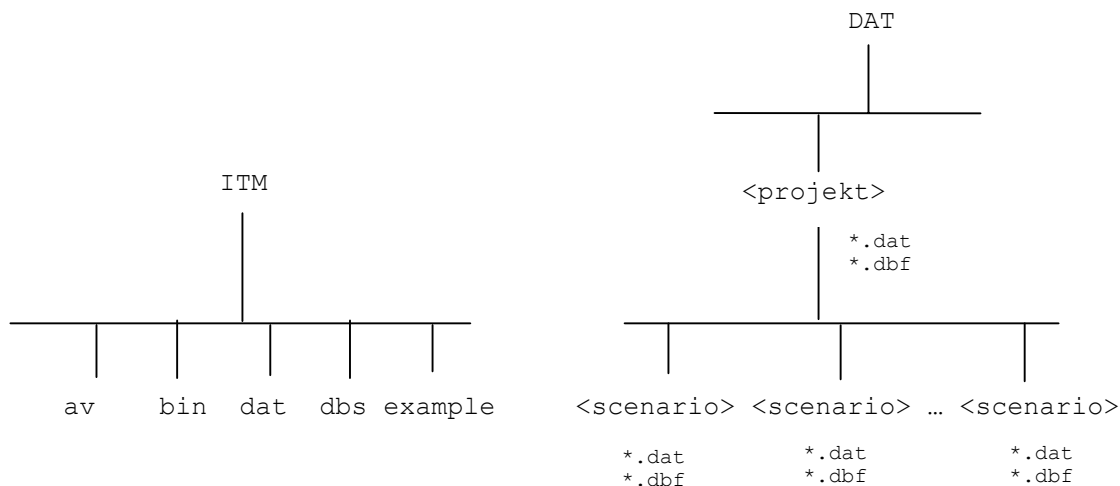 DAT
ITM
<projekt>
*.dat
*.dbf
av bin dat dbs example
<scenario> <scenario> … <scenario>
*.dat *.dat *.dat
*.dbf *.dbf *.dbf